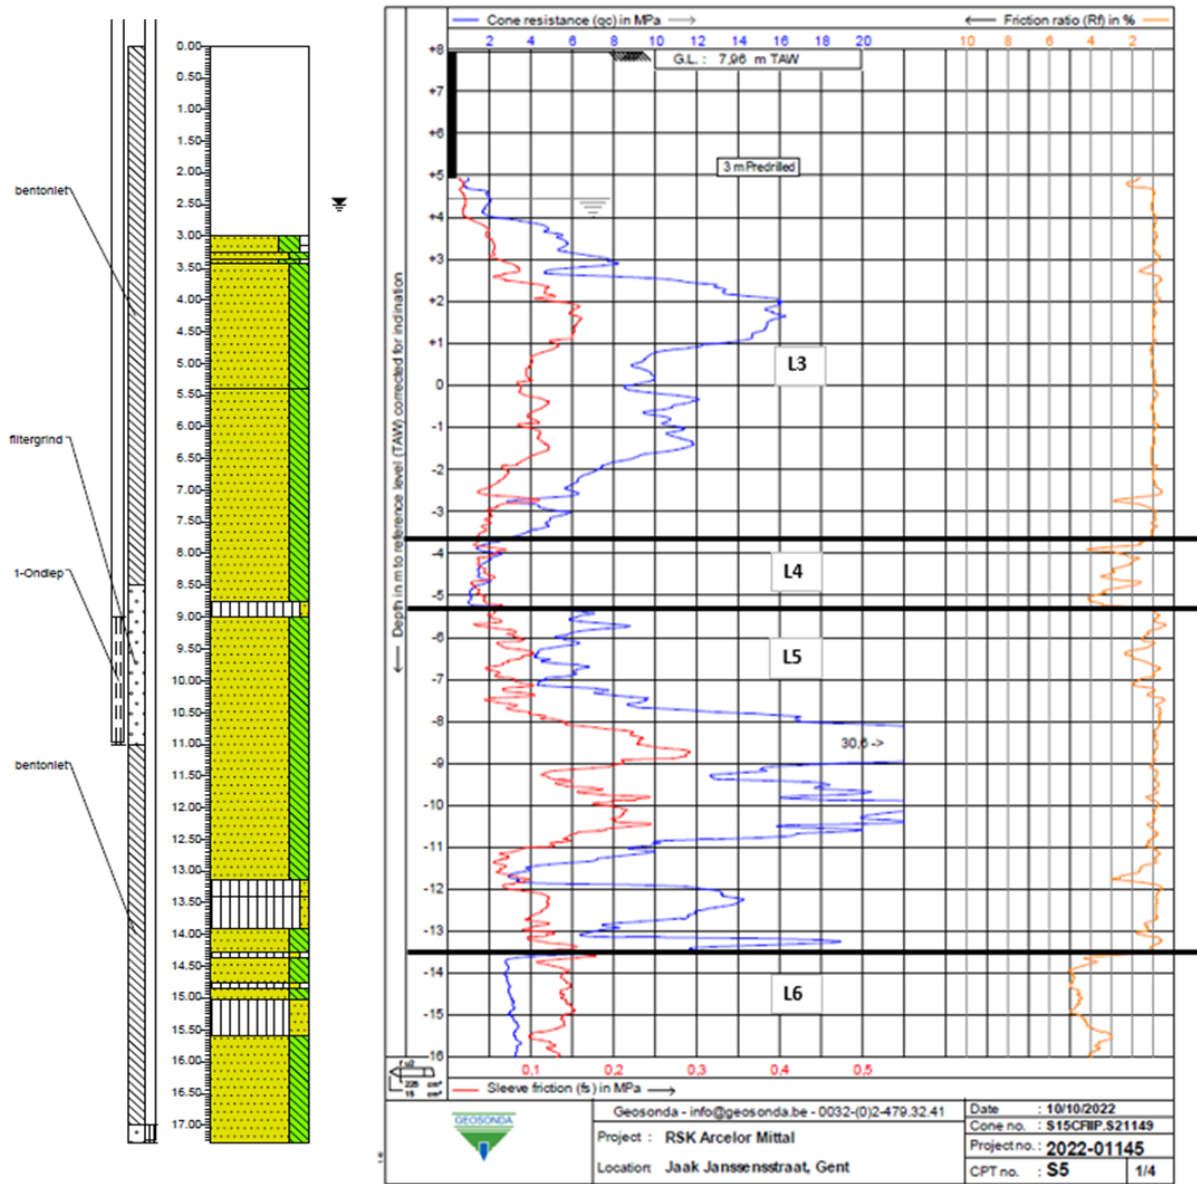 bentoniet
filtergrind
1-Ondiep
bentoniet
0.00
0.50
1.00
1.50
2.00
2.50
3.00
3.50
4.00
4.50
5.00
5.50
6.00
6.50
7.00
7.50
8.00
8.50
9.00
9.50
10.00
10.50
11.00
11.50
12.00
12.50
13.00
13.50
14.00
14.50
15.00
15.50
16.00
16.50
17.00
Cone resistance (qc) in MPa
Friction ratio (Rf) in %
2 4 6 8 10 12 14 16 18 20 10 8 6 4 2
G.L. : 7,96 m TAW
3 m Predrilled
Depth in m to reference level (TAW) corrected for inclination
+8
+7
+6
+5
+4
+3
+2
+1
0
-1
-2
-3
-4
-5
-6
-7
-8
-9
-10
-11
-12
-13
-14
-15
-16
L3
L4
L5
30,6 ->
L6
0,1 0,2 0,3 0,4 0,5
Sleeve friction (fs) in MPa
u2
225 cm²
15 cm²
GEOSONDA
Geosonda - info@geosonda.be - 0032-(0)2-479.32.41
Project : RSK Arcelor Mittal
Location: Jaak Janssensstraat, Gent
Date : 10/10/2022
Cone no. : S15CFIIP.S21149
Project no. : 2022-01145
CPT no. : S5 1/4